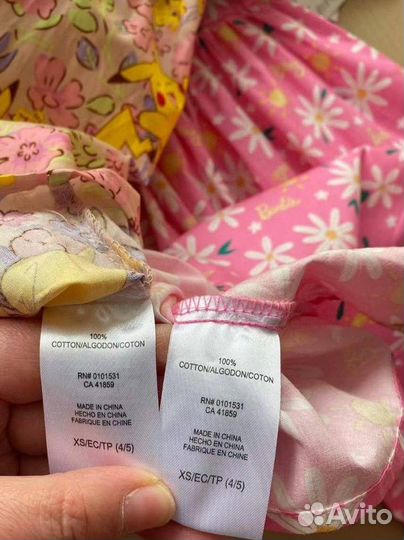 Barbie
100%
COTTON/ALGODON/COTON
RN# 0101531
CA 41859
MADE IN CHINA
HECHO EN CHINA
FABRIQUÉ EN CHINE
XS/EC/TP (4/5)
100%
COTTON/ALGODON/COTON
RN# 0101531
CA 41859
MADE IN CHINA
HECHO EN CHINA
FABRIQUÉ EN CHINE
XS/EC/TP (4/5)
Avito